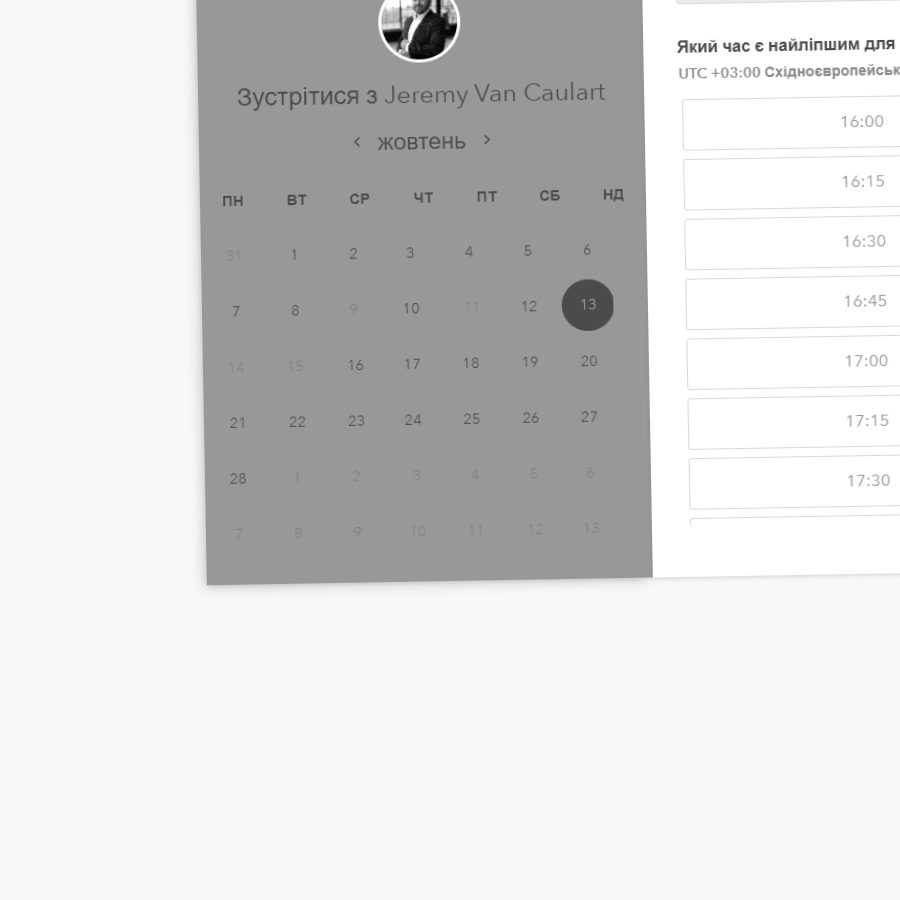 Зустрітися з Jeremy Van Caulart
‹ жовтень ›
ПН ВТ СР ЧТ ПТ СБ НД
31 1 2 3 4 5 6
7 8 9 10 11 12 13
14 15 16 17 18 19 20
21 22 23 24 25 26 27
28 1 2 3 4 5 6
7 8 9 10 11 12 13
Який час є найліпшим для
UTC +03:00
16:00
16:15
16:30
16:45
17:00
17:15
17:30